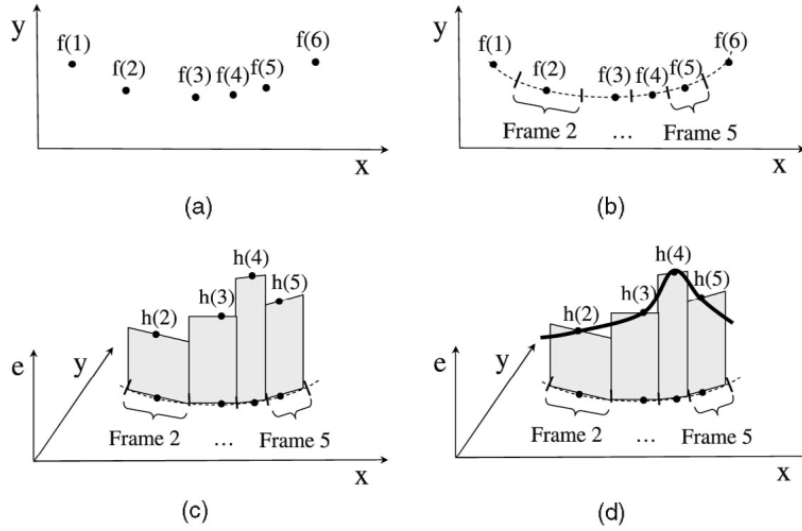 y
f(1)
f(2)
f(3)
f(4)
f(5)
f(6)
x
(a)
y
f(1)
f(2)
f(3)
f(4)
f(5)
f(6)
Frame 2 ... Frame 5
x
(b)
h(4)
h(2)
h(3)
h(5)
e
y
Frame 2 ... Frame 5
x
(c)
h(4)
h(2)
h(3)
h(5)
e
y
Frame 2 ... Frame 5
x
(d)